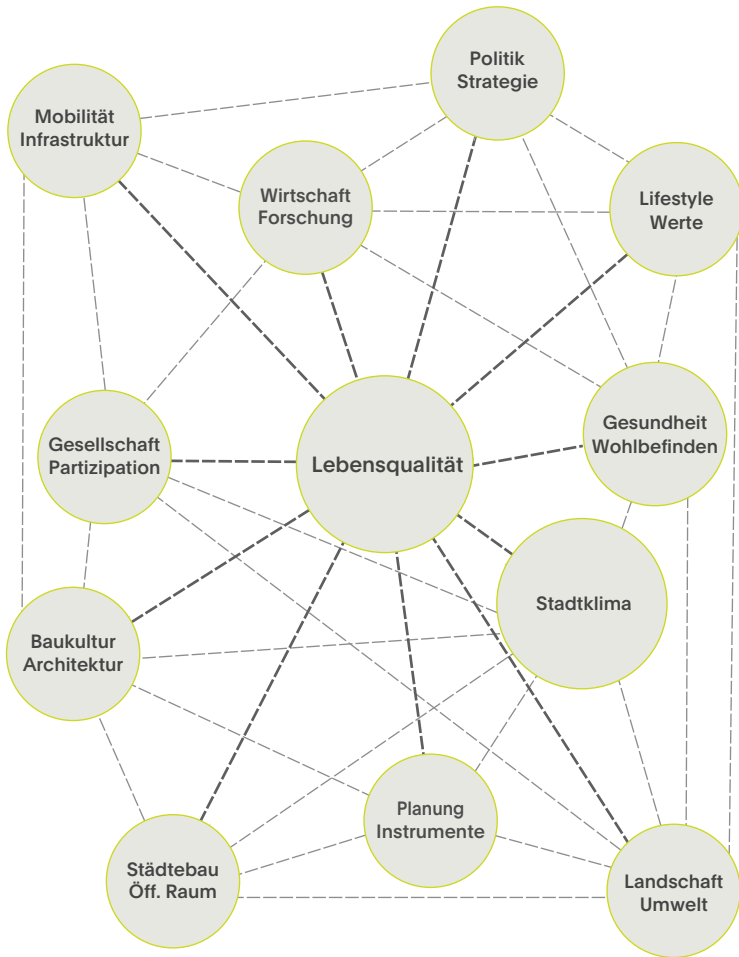 Politik
Strategie
Mobilität
Infrastruktur
Wirtschaft
Forschung
Lifestyle
Werte
Gesellschaft
Partizipation
Lebensqualität
Gesundheit
Wohlbefinden
Stadtklima
Baukultur
Architektur
Planung
Instrumente
Städtebau
Öff. Raum
Landschaft
Umwelt